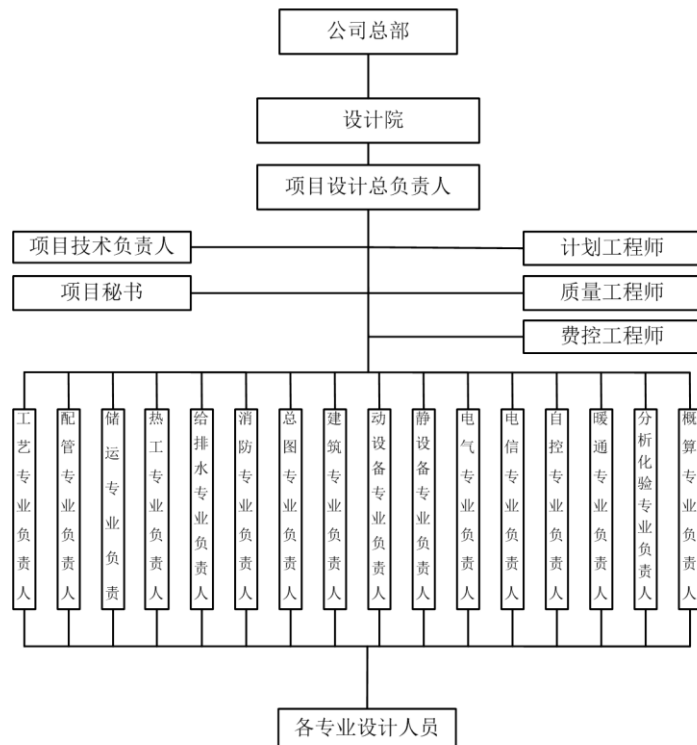 公司总部
设计院
项目设计总负责人
项目技术负责人
计划工程师
项目秘书
质量工程师
费控工程师
工艺专业负责人
配管专业负责人
储运专业负责
热工专业负责人
给排水专业负责人
消防专业负责人
总图专业负责人
建筑专业负责人
动设备专业负责人
静设备专业负责人
电气专业负责人
电信专业负责人
自控专业负责人
暖通专业负责人
分析化验专业负责人
概算专业负责人
各专业设计人员